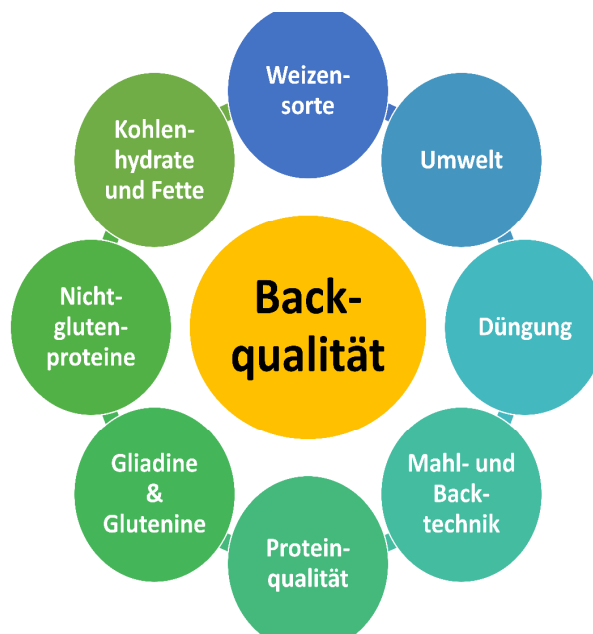 Weizen-
sorte
Umwelt
Düngung
Mahl- und
Back-
technik
Protein-
qualität
Gliadine
&
Glutenine
Nicht-
gluten-
proteine
Kohlen-
hydrate
und Fette
Back-
qualität